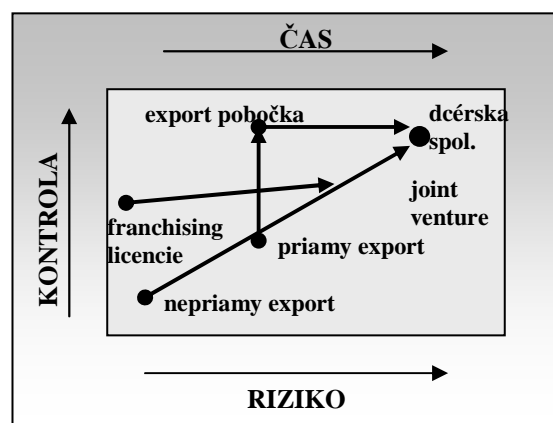 ČAS
export pobočka
dcérska
spol.
KONTROLA
joint
venture
franchising
licencie
priamy export
nepriamy export
RIZIKO